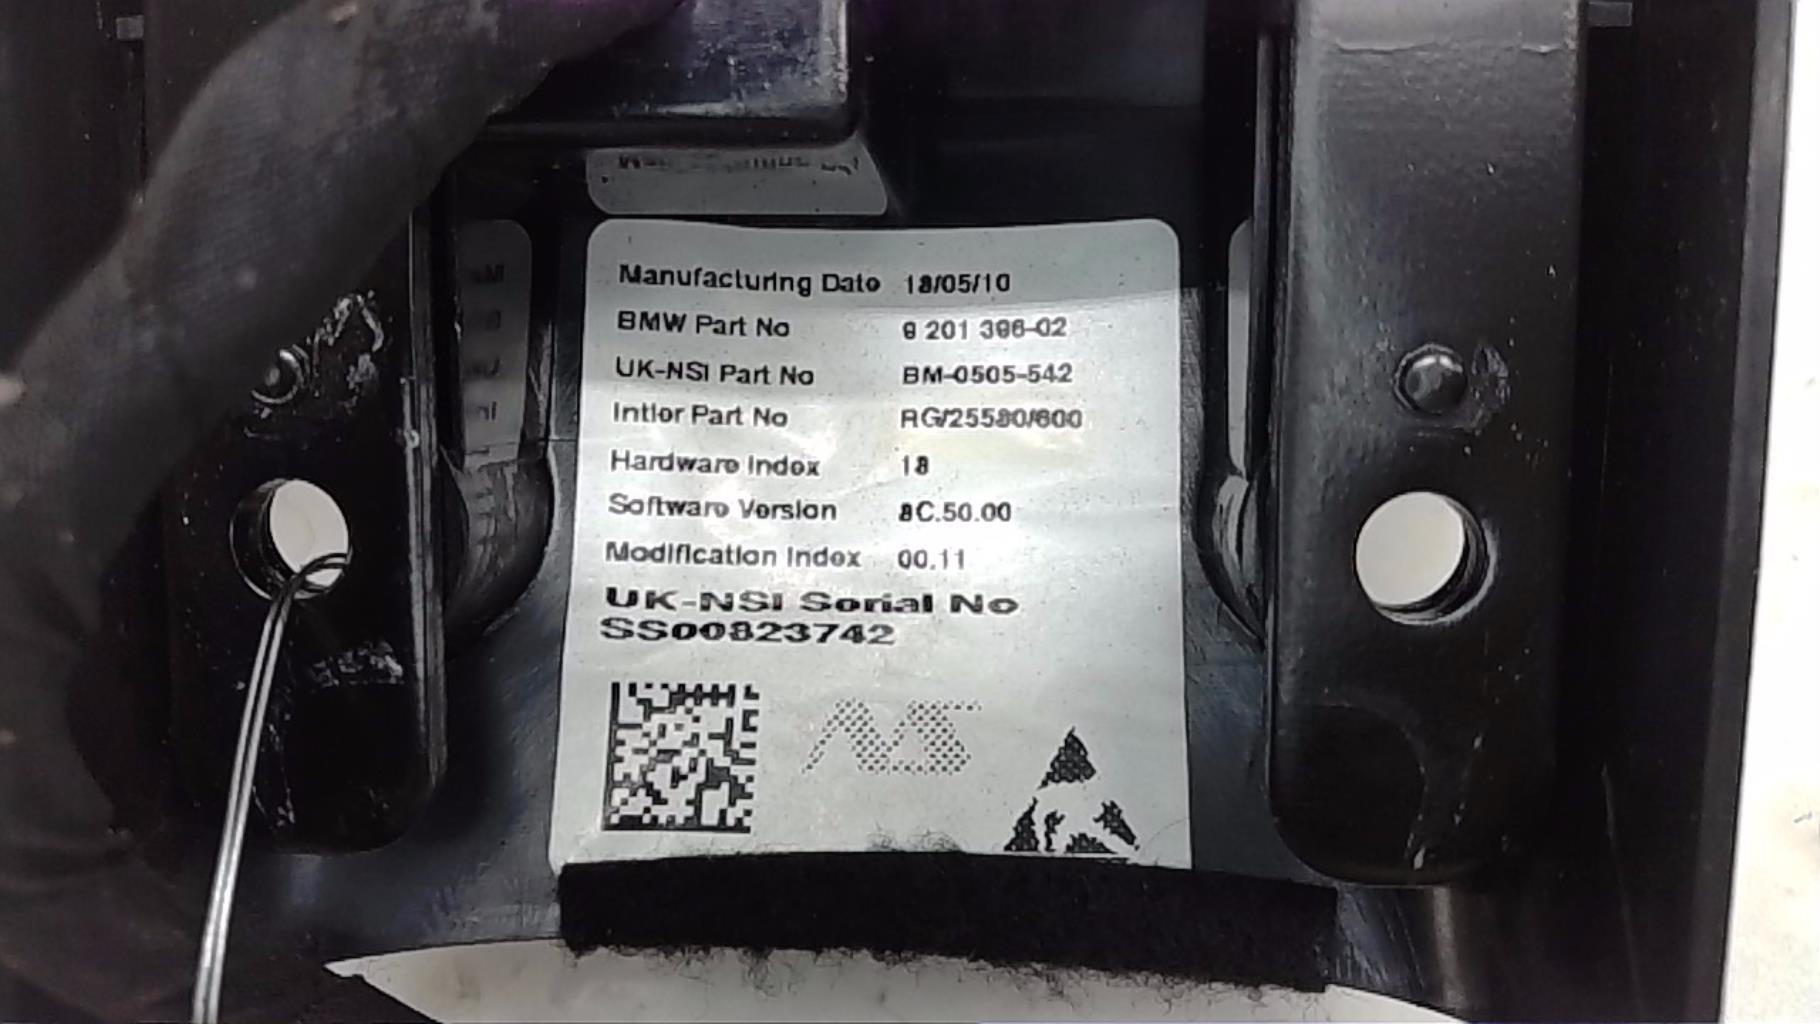 Manufacturing Date 18/05/10
BMW Part No 9 201 396-02
UK-NSI Part No BM-0505-542
Intior Part No RG/25580/600
Hardware Index 18
Software Version 8C.50.00
Modification Index 00.11
UK-NSI Serial No
SS00823742